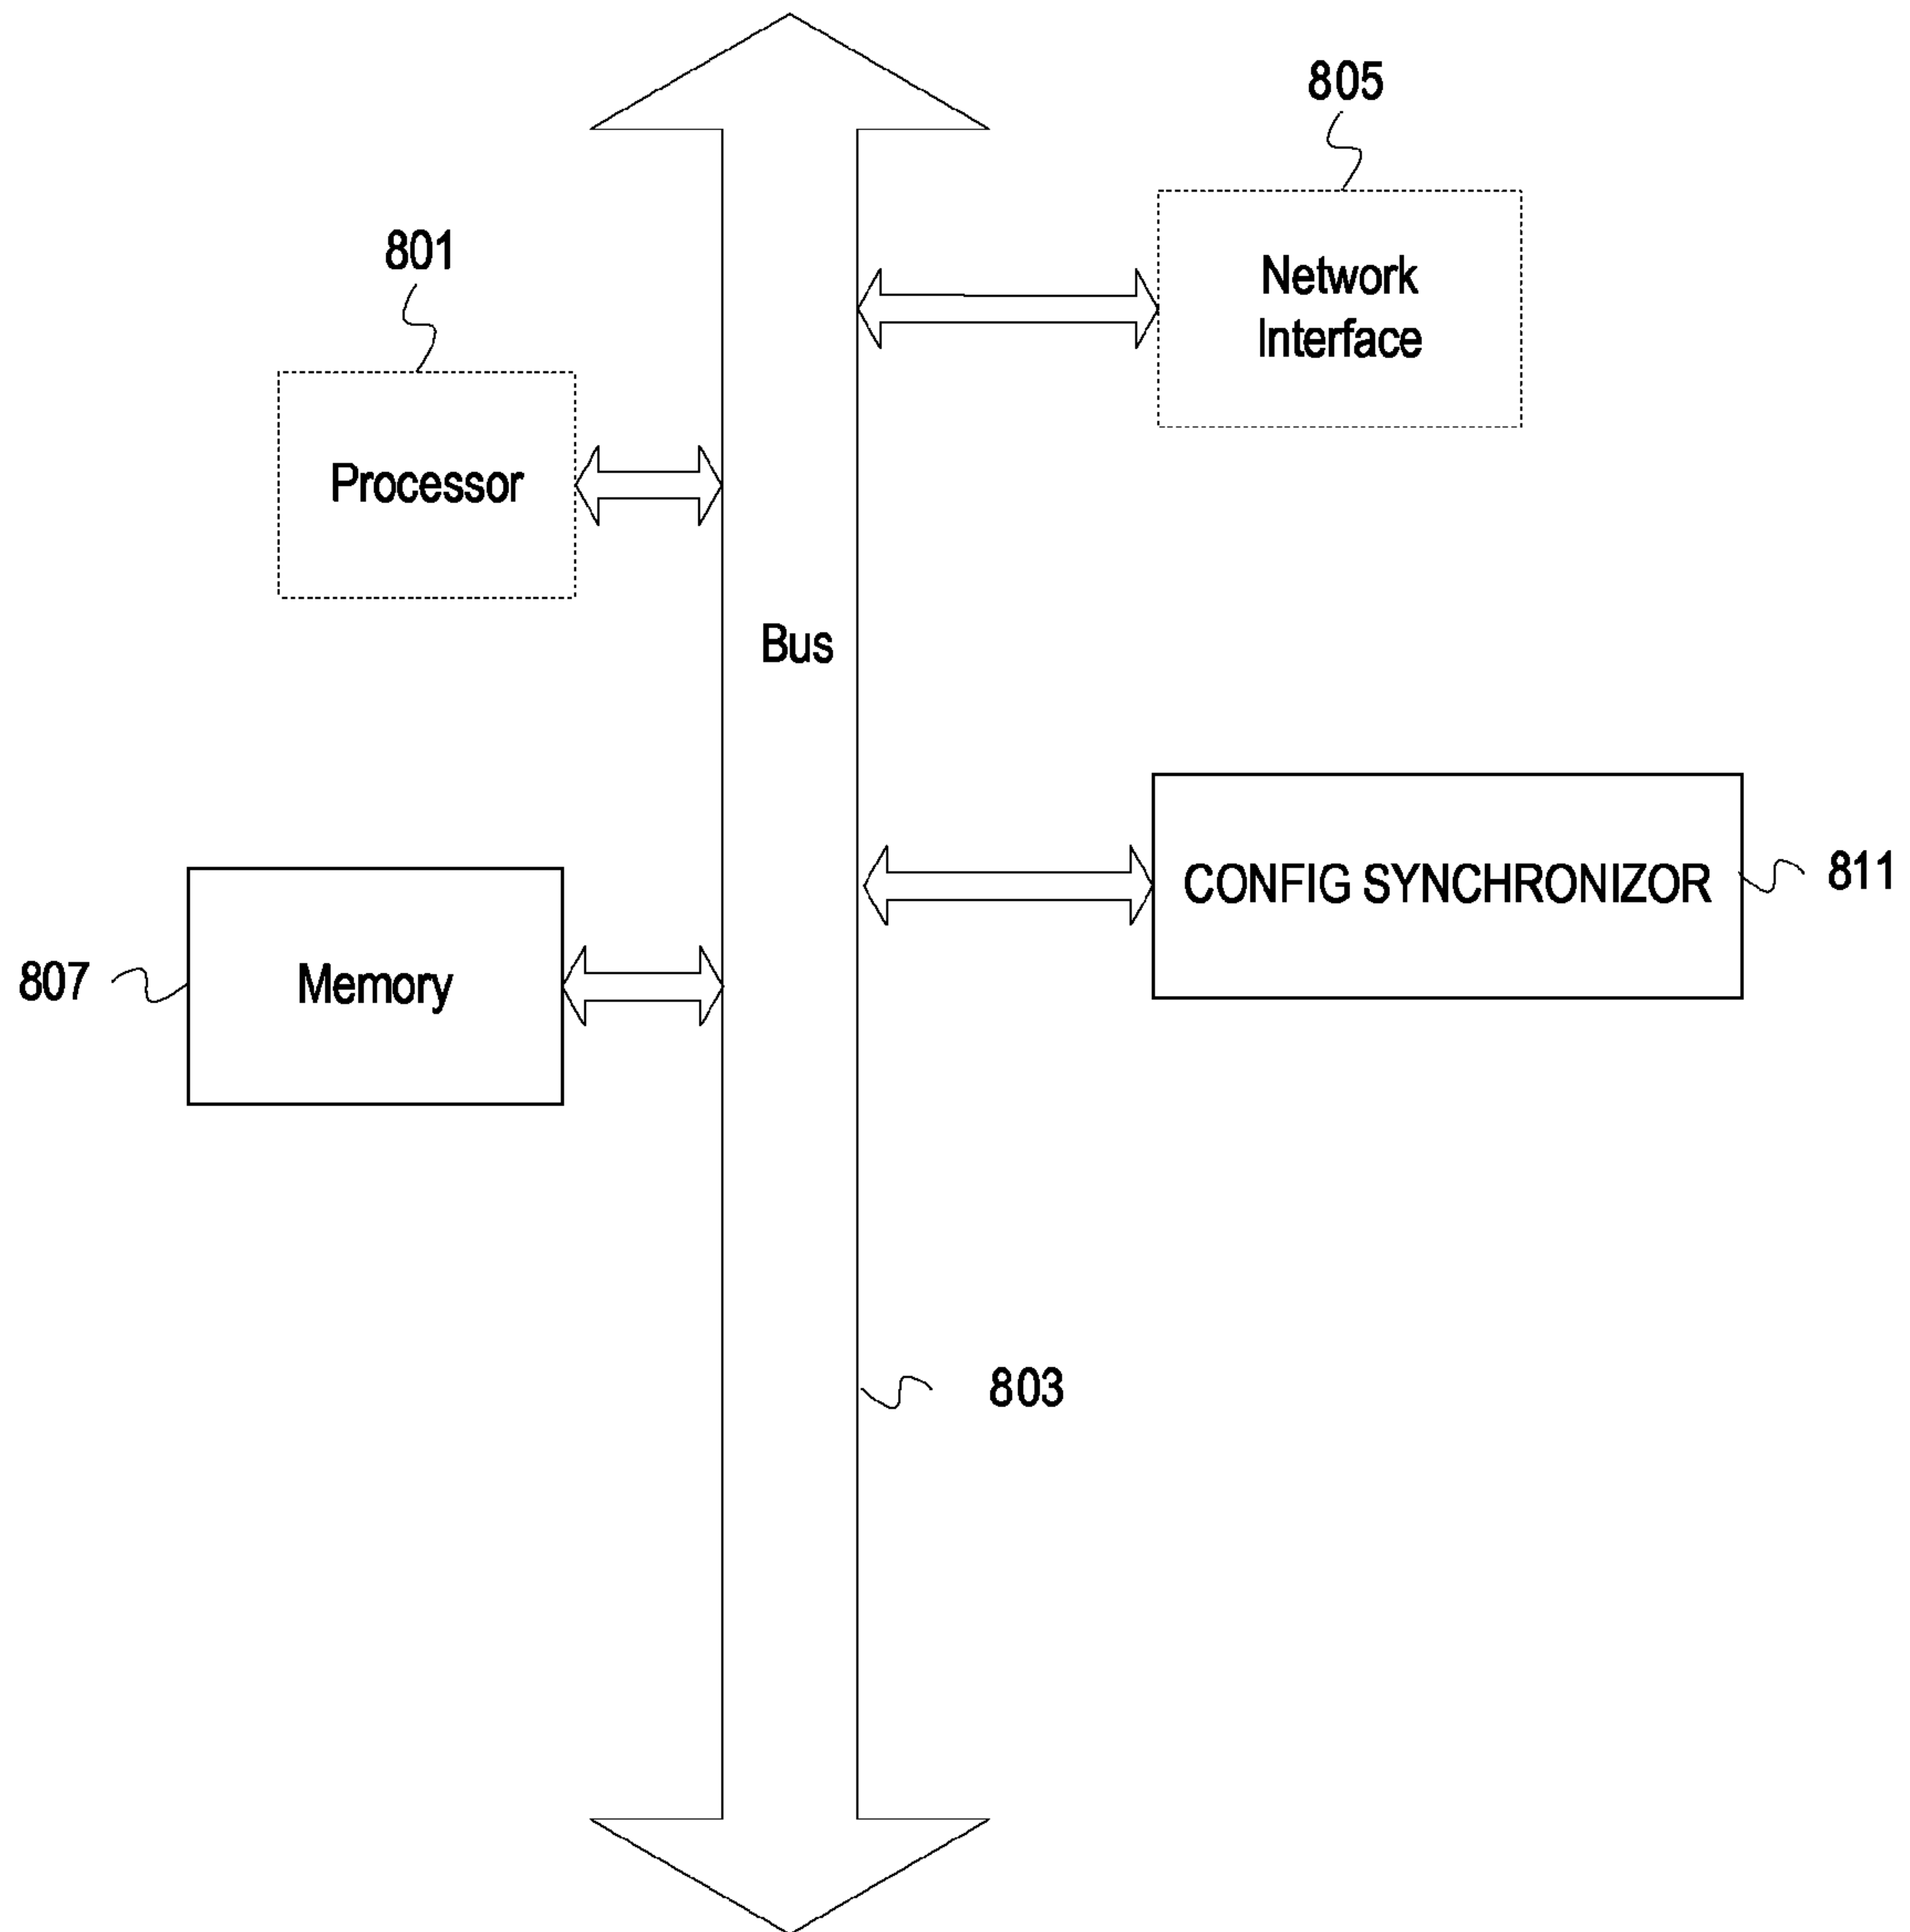 805
801
Network
Interface
Processor
Bus
CONFIG SYNCHRONIZOR
811
807
Memory
803